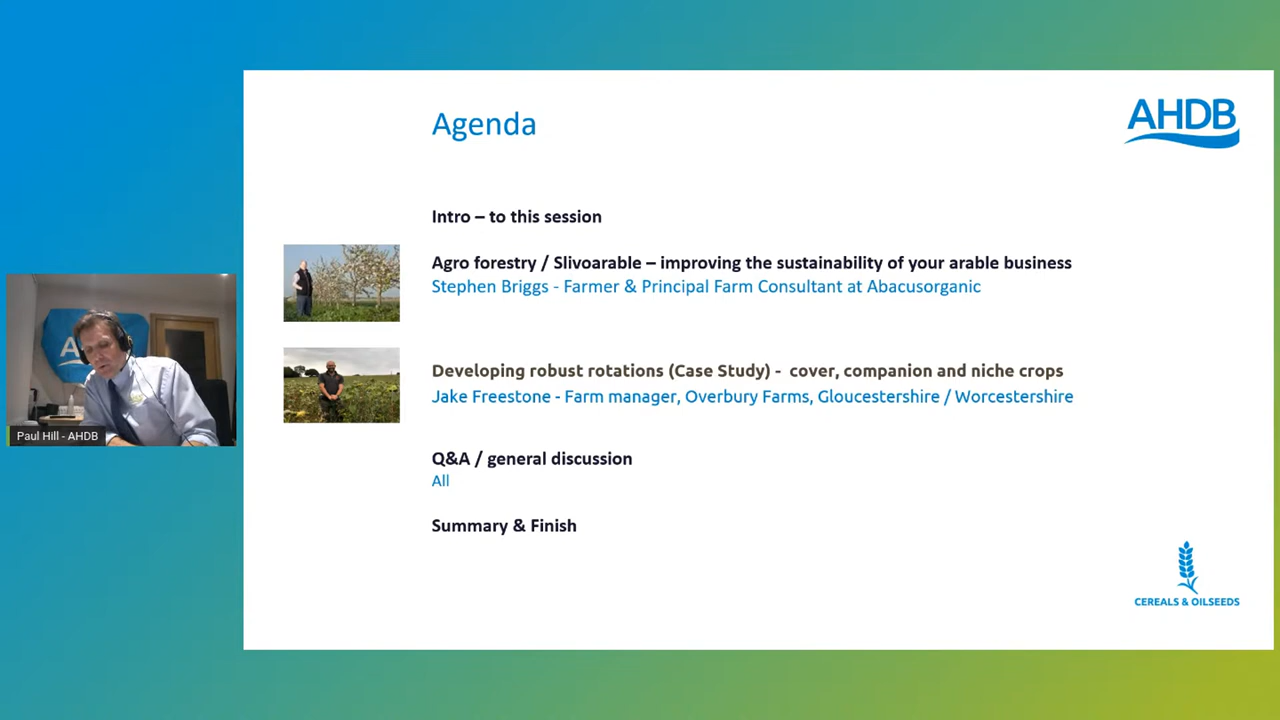 Agenda
AHDB
Intro – to this session
Agro forestry / Slivoarable – improving the sustainability of your arable business
Stephen Briggs - Farmer & Principal Farm Consultant at Abacusorganic
Developing robust rotations (Case Study) -  cover, companion and niche crops
Jake Freestone - Farm manager, Overbury Farms, Gloucestershire / Worcestershire
Paul Hill - AHDB
Q&A / general discussion
All
Summary & Finish
CEREALS & OILSEEDS